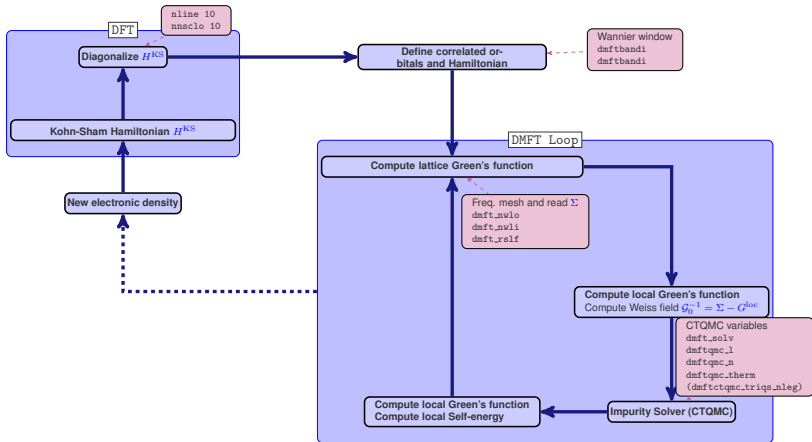 nline 10
nnsclo 10
DFT
Diagonalize H^KS
Define correlated or-
bitals and Hamiltonian
Wannier window
dmftbandi
dmftbandi
Kohn-Sham Hamiltonian H^KS
DMFT Loop
Compute lattice Green's function
New electronic density
Freq. mesh and read Σ
dmft_nwlo
dmft_nwli
dmft_rslf
Compute local Green's function
Compute Weiss field 𝒢₀⁻¹ = Σ − G^loc
CTQMC variables
dmft_solv
dmftqmc_l
dmftqmc_n
dmftqmc_therm
(dmftctqmc_triqs_nleg)
Compute local Green's function
Compute local Self-energy
Impurity Solver (CTQMC)